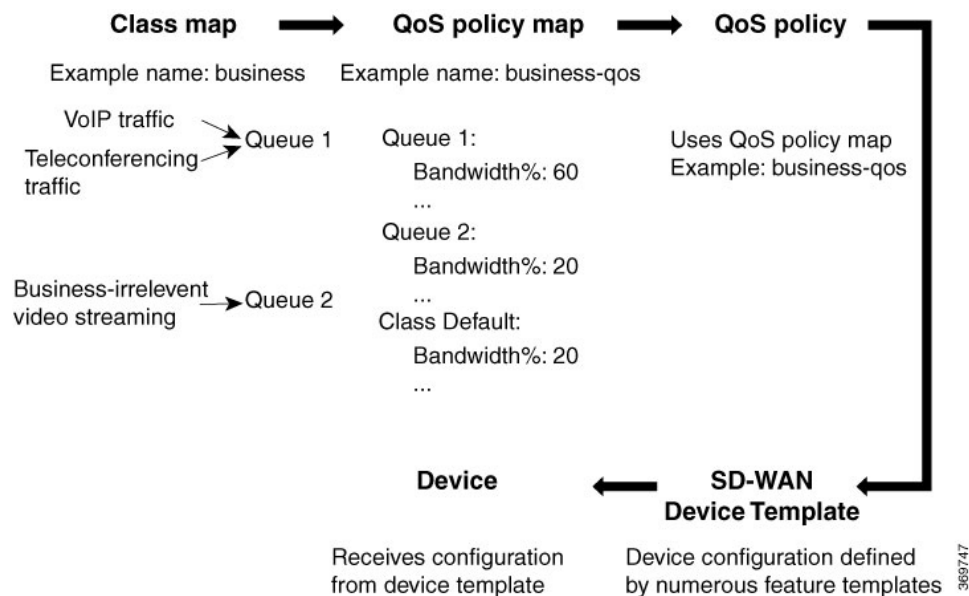 Class map
QoS policy map
QoS policy
Example name: business
Example name: business-qos
VoIP traffic
Teleconferencing
traffic
Queue 1
Business-irrelevent
video streaming
Queue 2
Queue 1:
Bandwidth%: 60
...
Queue 2:
Bandwidth%: 20
...
Class Default:
Bandwidth%: 20
...
Uses QoS policy map
Example: business-qos
Device
SD-WAN
Device Template
Receives configuration
from device template
Device configuration defined
by numerous feature templates
369747